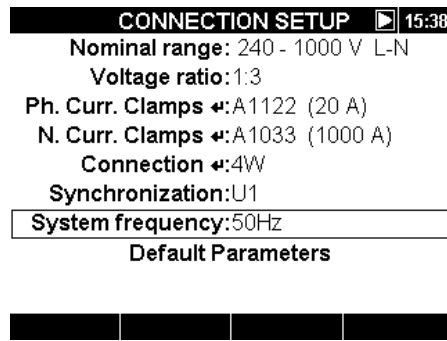 CONNECTION SETUP 15:38
Nominal range: 240 - 1000 V L-N
Voltage ratio:1:3
Ph. Curr. Clamps ↵:A1122 (20 A)
N. Curr. Clamps ↵:A1033 (1000 A)
Connection ↵:4W
Synchronization:U1
System frequency:50Hz
Default Parameters